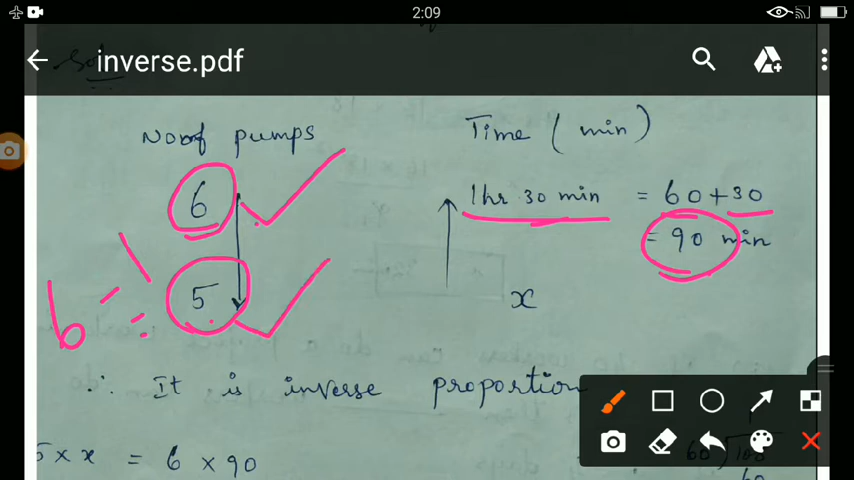 2:09
inverse.pdf
No of pumps Time ( min )
6 1hr 30 min = 60 + 30
= 90 min
5 x
6
∴ It is inverse proportion
5 × x = 6 × 90
60